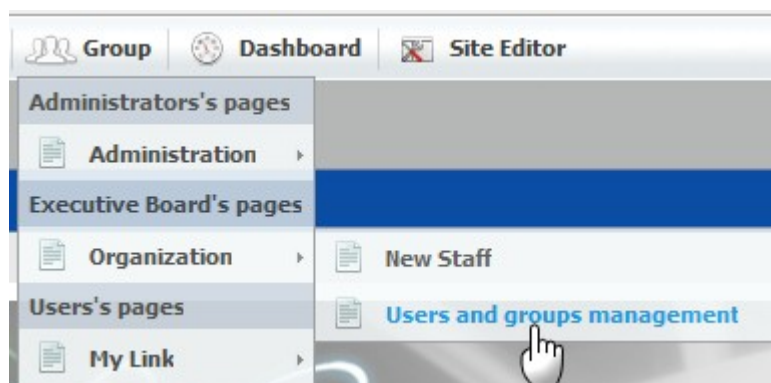 Group Dashboard Site Editor
Administrators's pages
Administration
Executive Board's pages
Organization
New Staff
Users's pages
Users and groups management
My Link